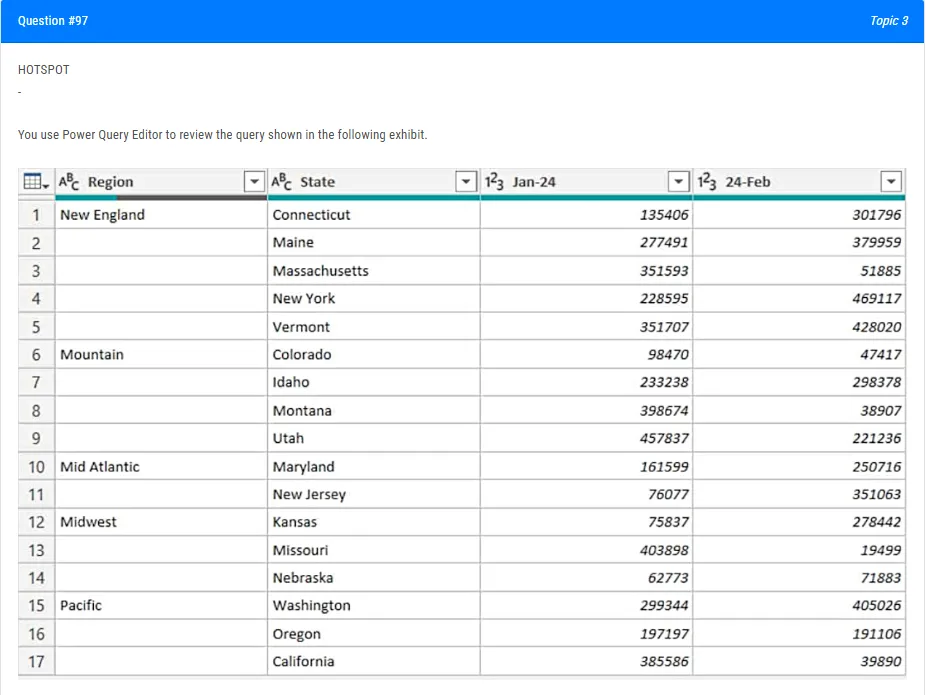 Question #97 Topic 3
HOTSPOT
-
You use Power Query Editor to review the query shown in the following exhibit.
ABC Region ABC State 123 Jan-24 123 24-Feb
1 New England Connecticut 135406 301796
2 Maine 277491 379959
3 Massachusetts 351593 51885
4 New York 228595 469117
5 Vermont 351707 428020
6 Mountain Colorado 98470 47417
7 Idaho 233238 298378
8 Montana 398674 38907
9 Utah 457837 221236
10 Mid Atlantic Maryland 161599 250716
11 New Jersey 76077 351063
12 Midwest Kansas 75837 278442
13 Missouri 403898 19499
14 Nebraska 62773 71883
15 Pacific Washington 299344 405026
16 Oregon 197197 191106
17 California 385586 39890